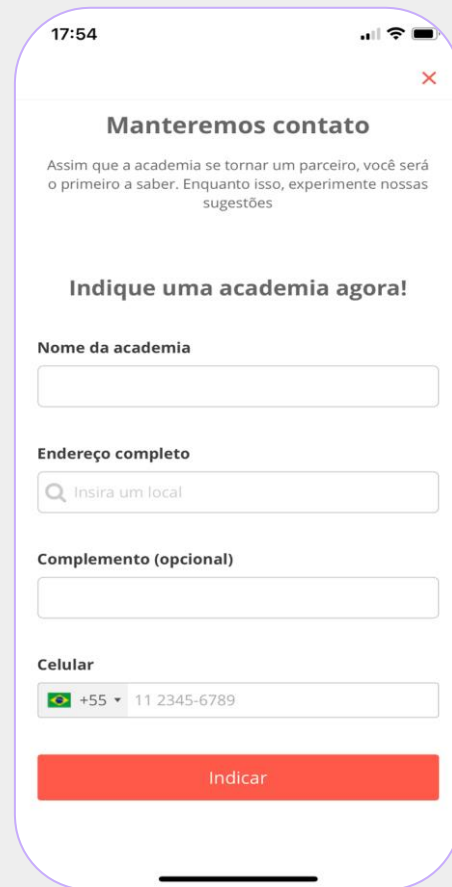 17:54
Manteremos contato
Assim que a academia se tornar um parceiro, você será
o primeiro a saber. Enquanto isso, experimente nossas
sugestões
Indique uma academia agora!
Nome da academia
Endereço completo
Insira um local
Complemento (opcional)
Celular
+55 11 2345-6789
Indicar